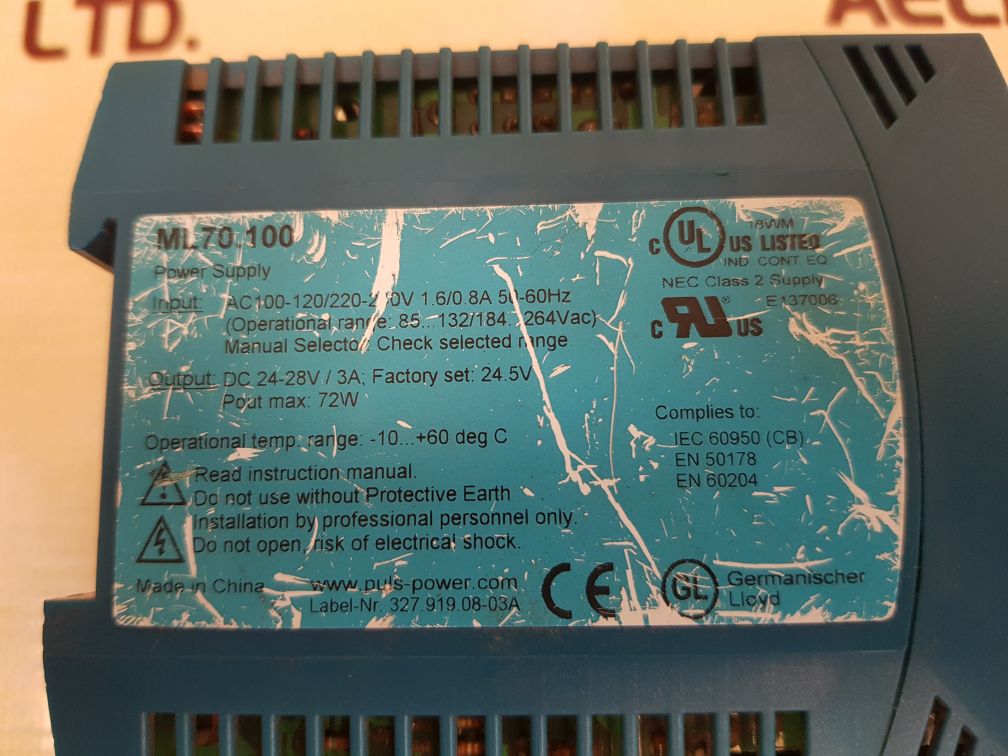 LTD.
ML70.100
Power Supply
Input: AC100-120/220-240V 1.6/0.8A 50-60Hz
(Operational range: 85...132/184...264Vac)
Manual Selector: Check selected range
Output: DC 24-28V / 3A; Factory set: 24.5V
Pout max: 72W
Operational temp. range: -10...+60 deg C
Read instruction manual.
Do not use without Protective Earth
Installation by professional personnel only.
Do not open, risk of electrical shock.
Made in China
www.puls-power.com
Label-Nr. 327.919.08-03A
C UL US LISTED
18WM
IND. CONT. EQ.
NEC Class 2 Supply
E137006
C RU ® US
Complies to:
IEC 60950 (CB)
EN 50178
EN 60204
CE
GL
Germanischer
Lloyd